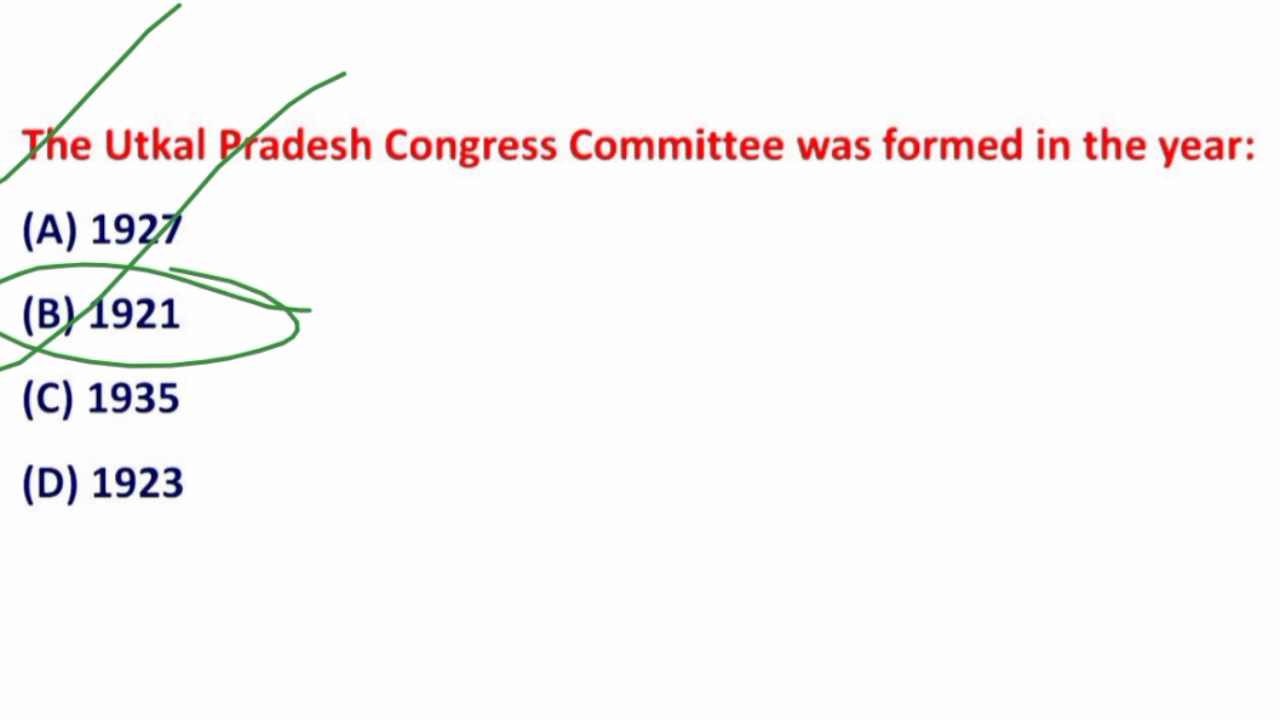 The Utkal Pradesh Congress Committee was formed in the year:
(A) 1927
(B) 1921
(C) 1935
(D) 1923